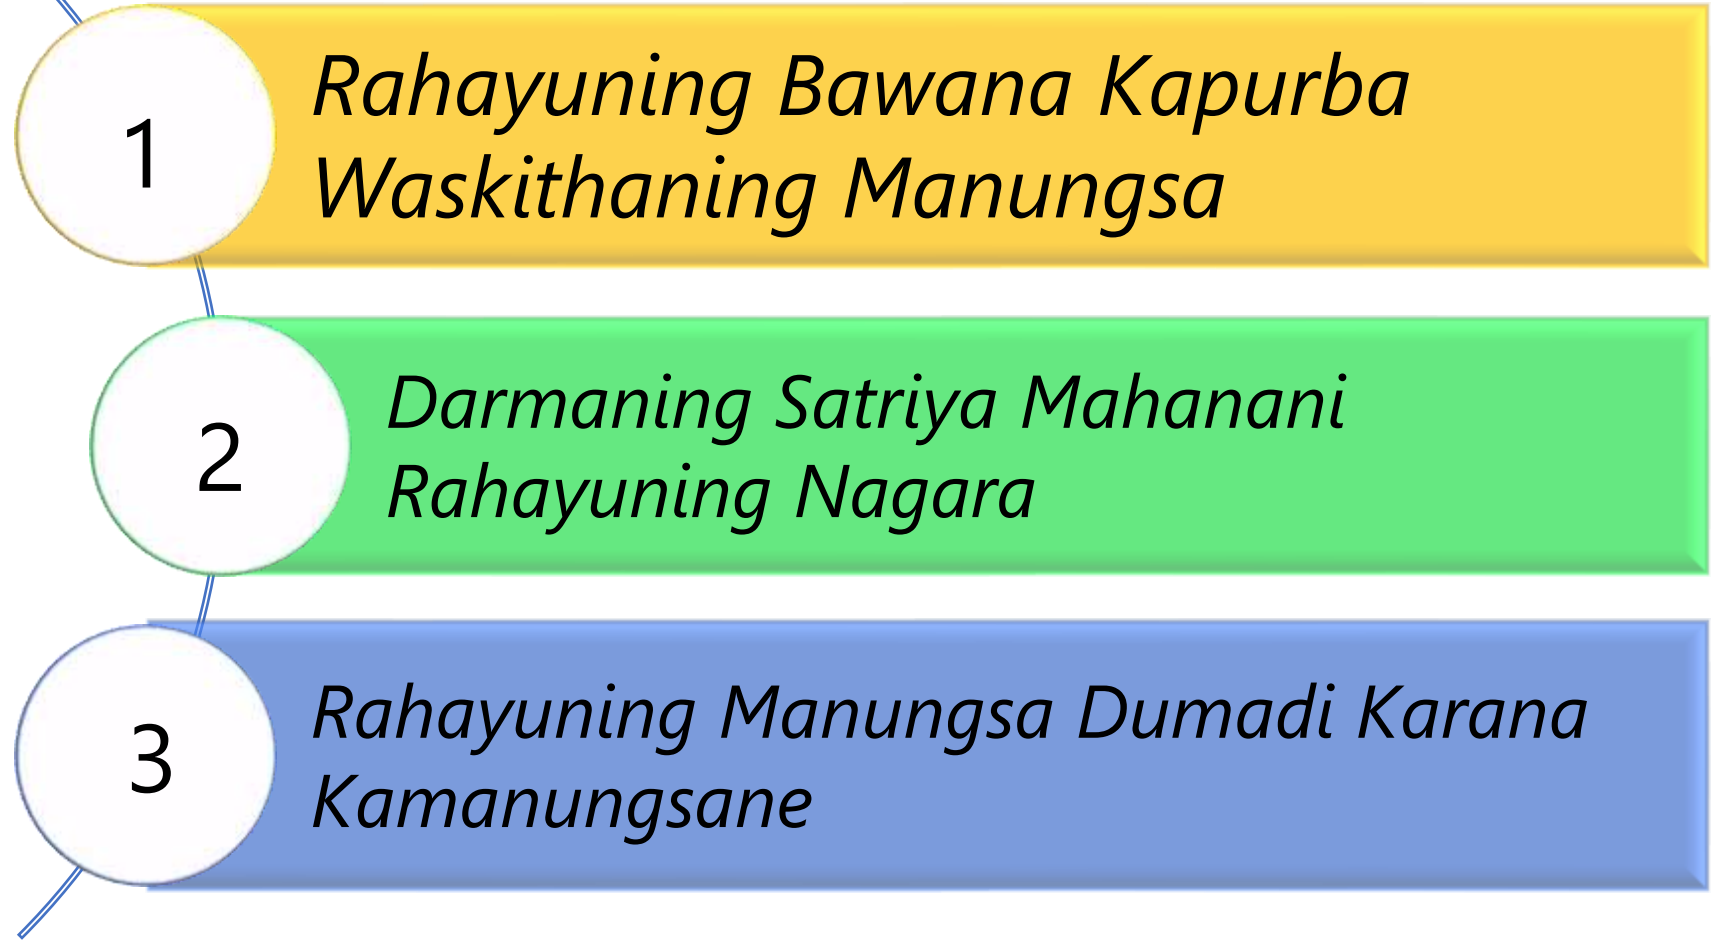 1
Rahayuning Bawana Kapurba
Waskithaning Manungsa
2
Darmaning Satriya Mahanani
Rahayuning Nagara
3
Rahayuning Manungsa Dumadi Karana
Kamanungsane